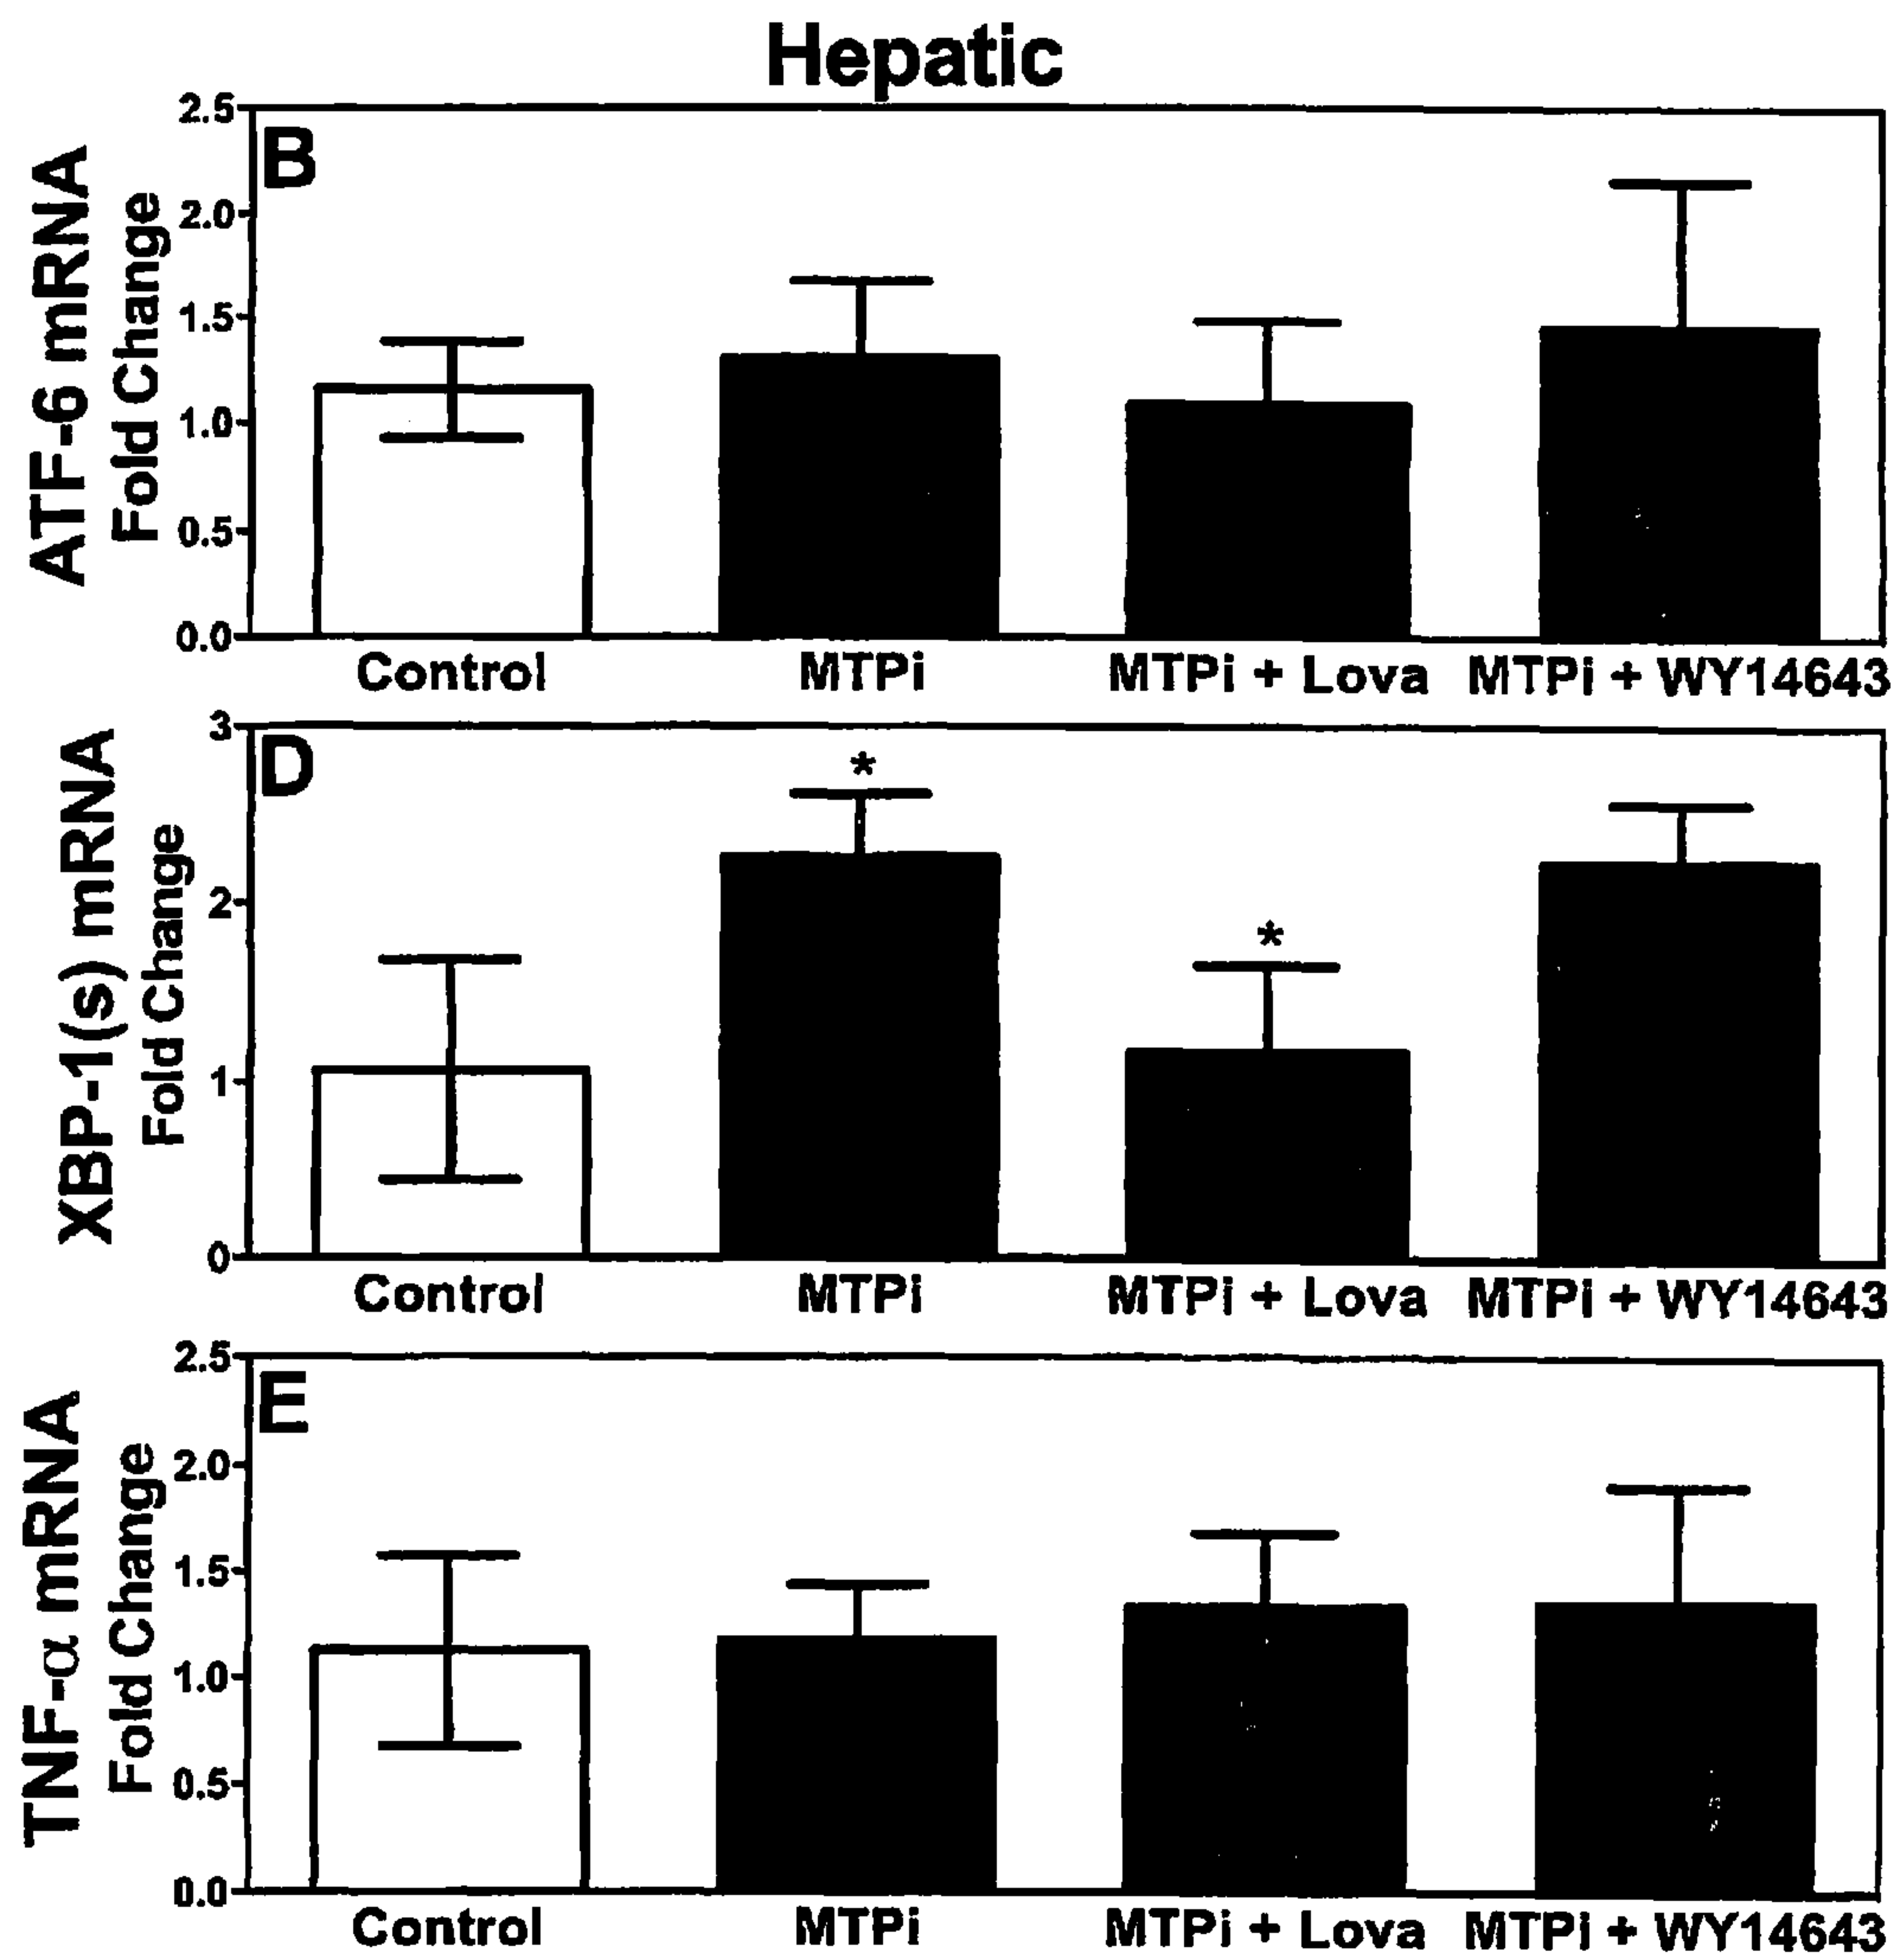 Hepatic
B
ATF-6 mRNA
Fold Change
2.5
2.0
1.5
1.0
0.5
0.0
Control MTPi MTPi + Lova MTPi + WY14643
D
XBP-1(s) mRNA
Fold Change
3
*
2
*
1
0
Control MTPi MTPi + Lova MTPi + WY14643
E
TNF-α mRNA
Fold Change
2.5
2.0
1.5
1.0
0.5
0.0
Control MTPi MTPi + Lova MTPi + WY14643